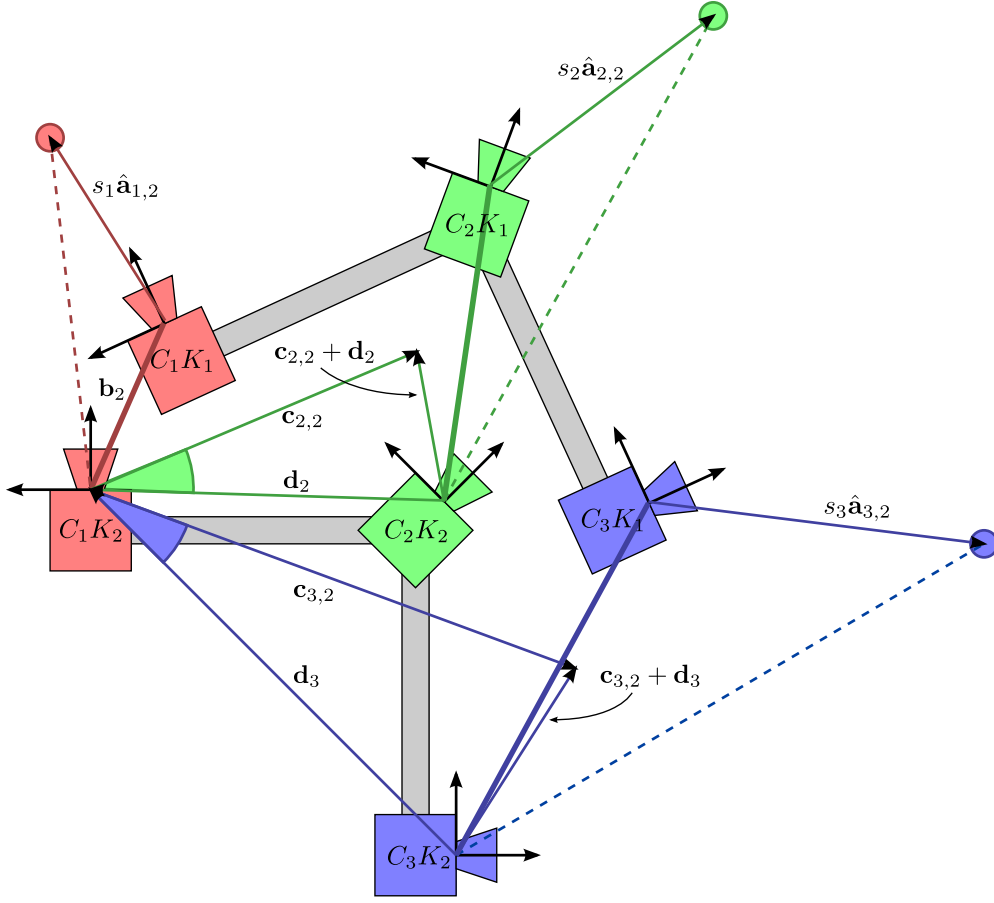 s₂â₂,₂
s₁â₁,₂
C₂K₁
C₁K₁
c₂,₂ + d₂
b₂
c₂,₂
d₂
s₃â₃,₂
C₁K₂
C₂K₂
C₃K₁
c₃,₂
d₃
c₃,₂ + d₃
C₃K₂